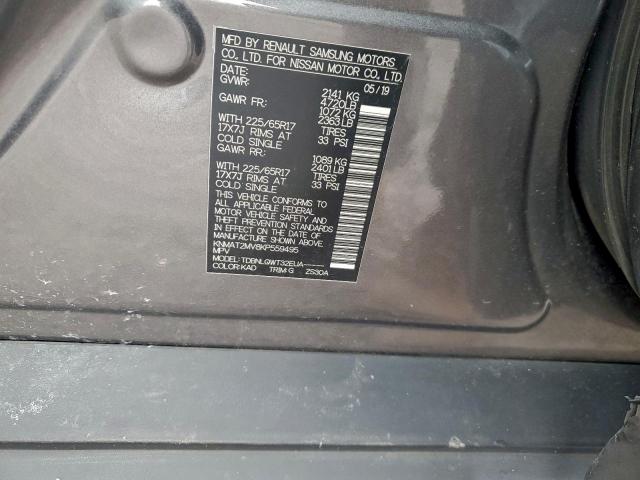 MFD BY RENAULT SAMSUNG MOTORS
CO., LTD. FOR NISSAN MOTOR CO., LTD.
DATE: 05/19
GVWR: 2141 KG
4720LB
GAWR FR: 1072 KG
2363 LB
WITH 225/65R17 TIRES
17X7J RIMS AT 33 PSI
COLD SINGLE
GAWR RR: 1089 KG
2401 LB
WITH 225/65R17 TIRES
17X7J RIMS AT 33 PSI
COLD SINGLE
THIS VEHICLE CONFORMS TO
ALL APPLICABLE FEDERAL
MOTOR VEHICLE SAFETY AND
THEFT PREVENTION STANDARDS
IN EFFECT ON THE DATE OF
MANUFACTURE SHOWN ABOVE.
KNMAT2MV8KP559495
MPV
MODEL: TDBNLQWT32EUA-----
COLOR:KAD TRIM:G ZS30A